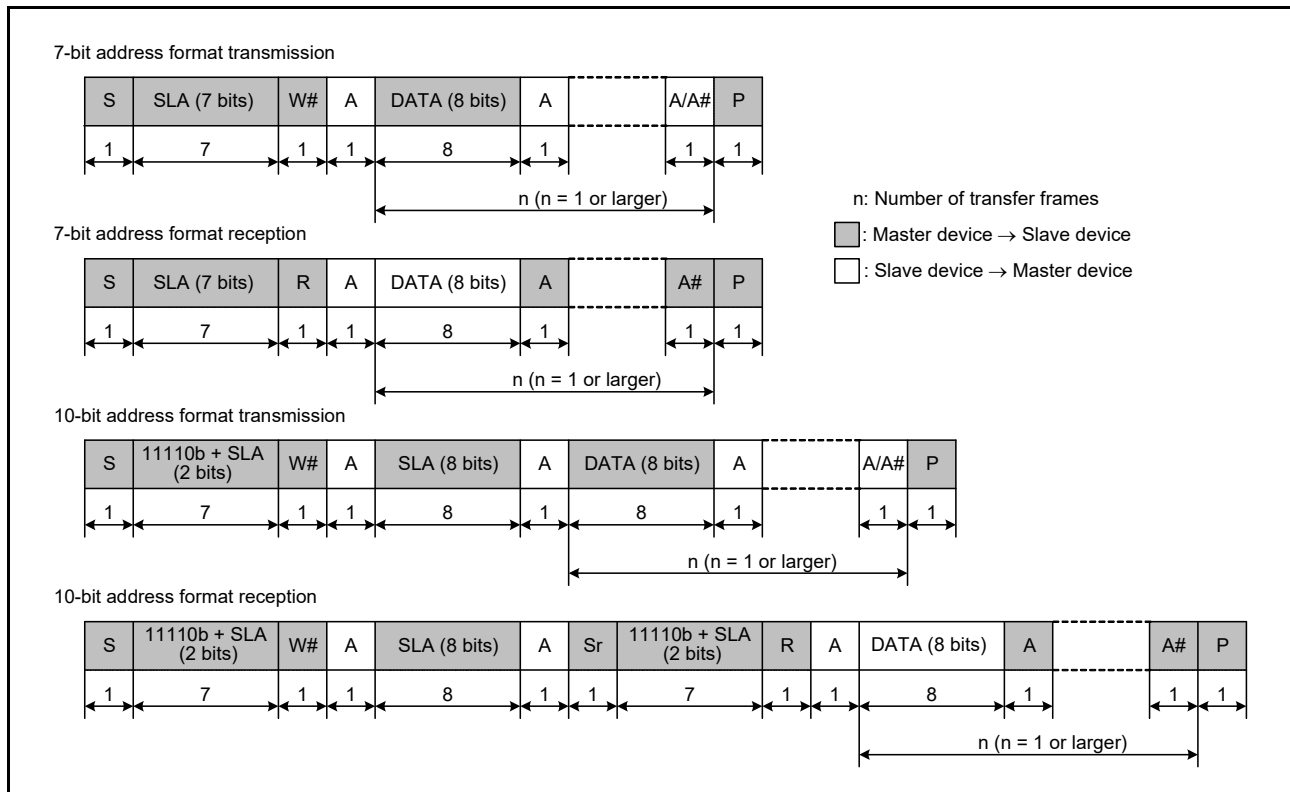 7-bit address format transmission
S SLA (7 bits) W# A DATA (8 bits) A A/A# P
1 7 1 1 8 1 1 1
n (n = 1 or larger)
n: Number of transfer frames
: Master device → Slave device
: Slave device → Master device
7-bit address format reception
S SLA (7 bits) R A DATA (8 bits) A A# P
1 7 1 1 8 1 1 1
n (n = 1 or larger)
10-bit address format transmission
S 11110b + SLA (2 bits) W# A SLA (8 bits) A DATA (8 bits) A A/A# P
1 7 1 1 8 1 8 1 1 1
n (n = 1 or larger)
10-bit address format reception
S 11110b + SLA (2 bits) W# A SLA (8 bits) A Sr 11110b + SLA (2 bits) R A DATA (8 bits) A A# P
1 7 1 1 8 1 1 7 1 1 8 1 1 1
n (n = 1 or larger)